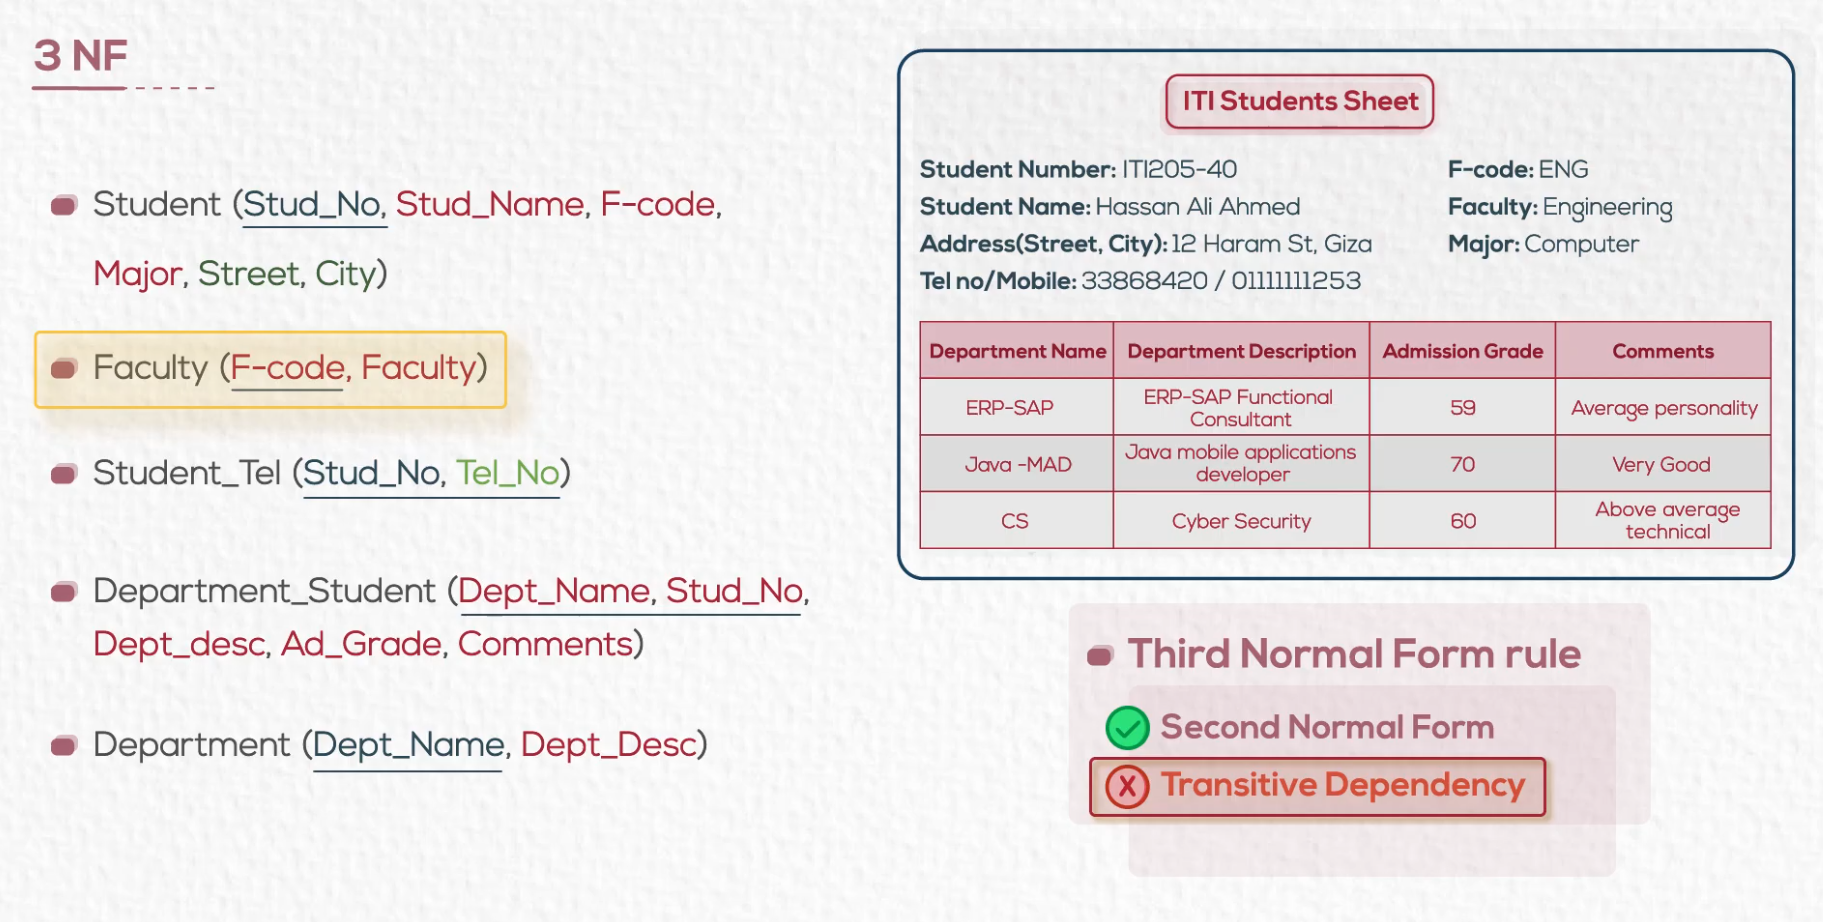 3 NF
Student (Stud_No, Stud_Name, F-code,
Major, Street, City)
Faculty (F-code, Faculty)
Student_Tel (Stud_No, Tel_No)
Department_Student (Dept_Name, Stud_No,
Dept_desc, Ad_Grade, Comments)
Department (Dept_Name, Dept_Desc)
ITI Students Sheet
Student Number: ITI205-40
F-code: ENG
Student Name: Hassan Ali Ahmed
Faculty: Engineering
Address(Street, City): 12 Haram St, Giza
Major: Computer
Tel no/Mobile: 33868420 / 01111111253
Department Name Department Description Admission Grade Comments
ERP-SAP ERP-SAP Functional Consultant 59 Average personality
Java -MAD Java mobile applications developer 70 Very Good
CS Cyber Security 60 Above average technical
Third Normal Form rule
Second Normal Form
X Transitive Dependency